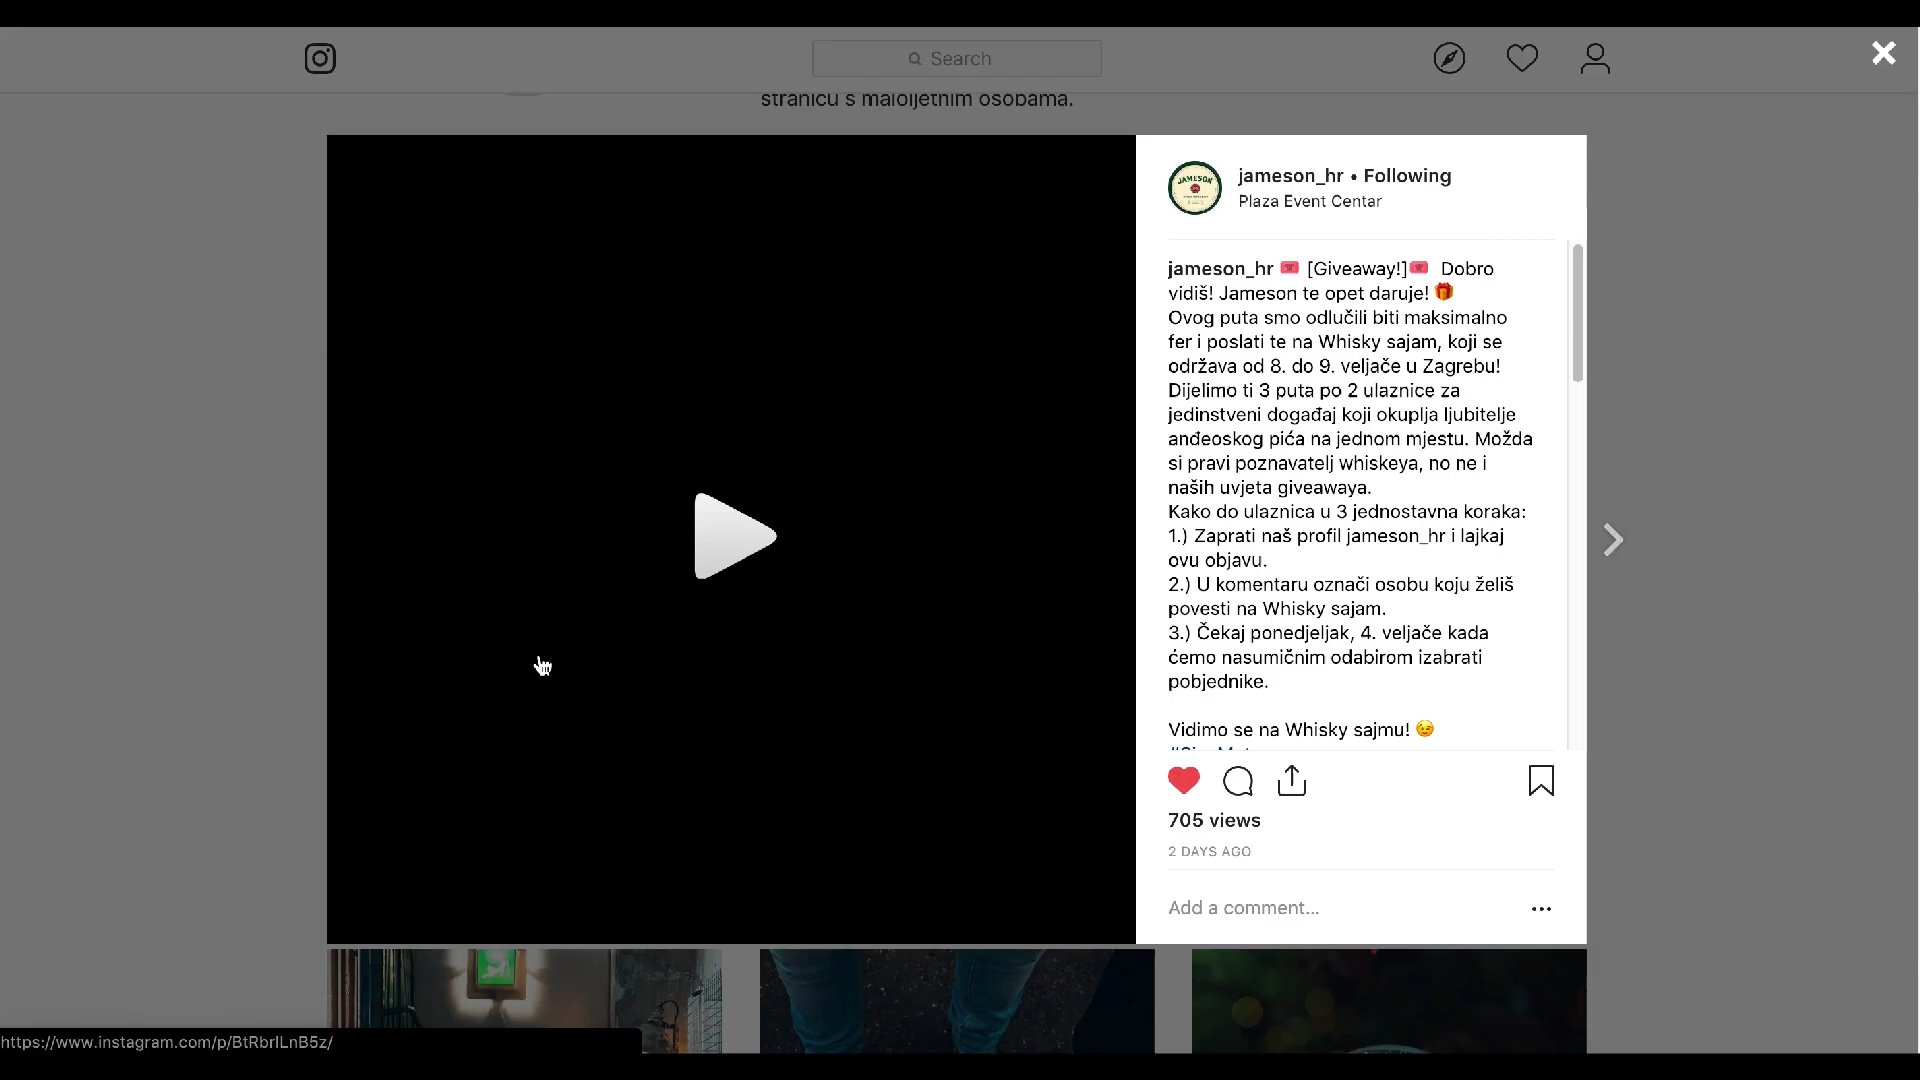 Search
stranicu s maloljetnim osobama.
JAMESON
jameson_hr • Following
Plaza Event Centar
jameson_hr 🎟 [Giveaway!]🎟 Dobro
vidiš! Jameson te opet daruje! 🎁
Ovog puta smo odlučili biti maksimalno
fer i poslati te na Whisky sajam, koji se
održava od 8. do 9. veljače u Zagrebu!
Dijelimo ti 3 puta po 2 ulaznice za
jedinstveni događaj koji okuplja ljubitelje
anđeoskog pića na jednom mjestu. Možda
si pravi poznavatelj whiskeya, no ne i
naših uvjeta giveawaya.
Kako do ulaznica u 3 jednostavna koraka:
1.) Zaprati naš profil jameson_hr i lajkaj
ovu objavu.
2.) U komentaru označi osobu koju želiš
povesti na Whisky sajam.
3.) Čekaj ponedjeljak, 4. veljače kada
ćemo nasumičnim odabirom izabrati
pobjednike.
Vidimo se na Whisky sajmu! 😉
705 views
2 DAYS AGO
Add a comment...
https://www.instagram.com/p/BtRbrlLnB5z/